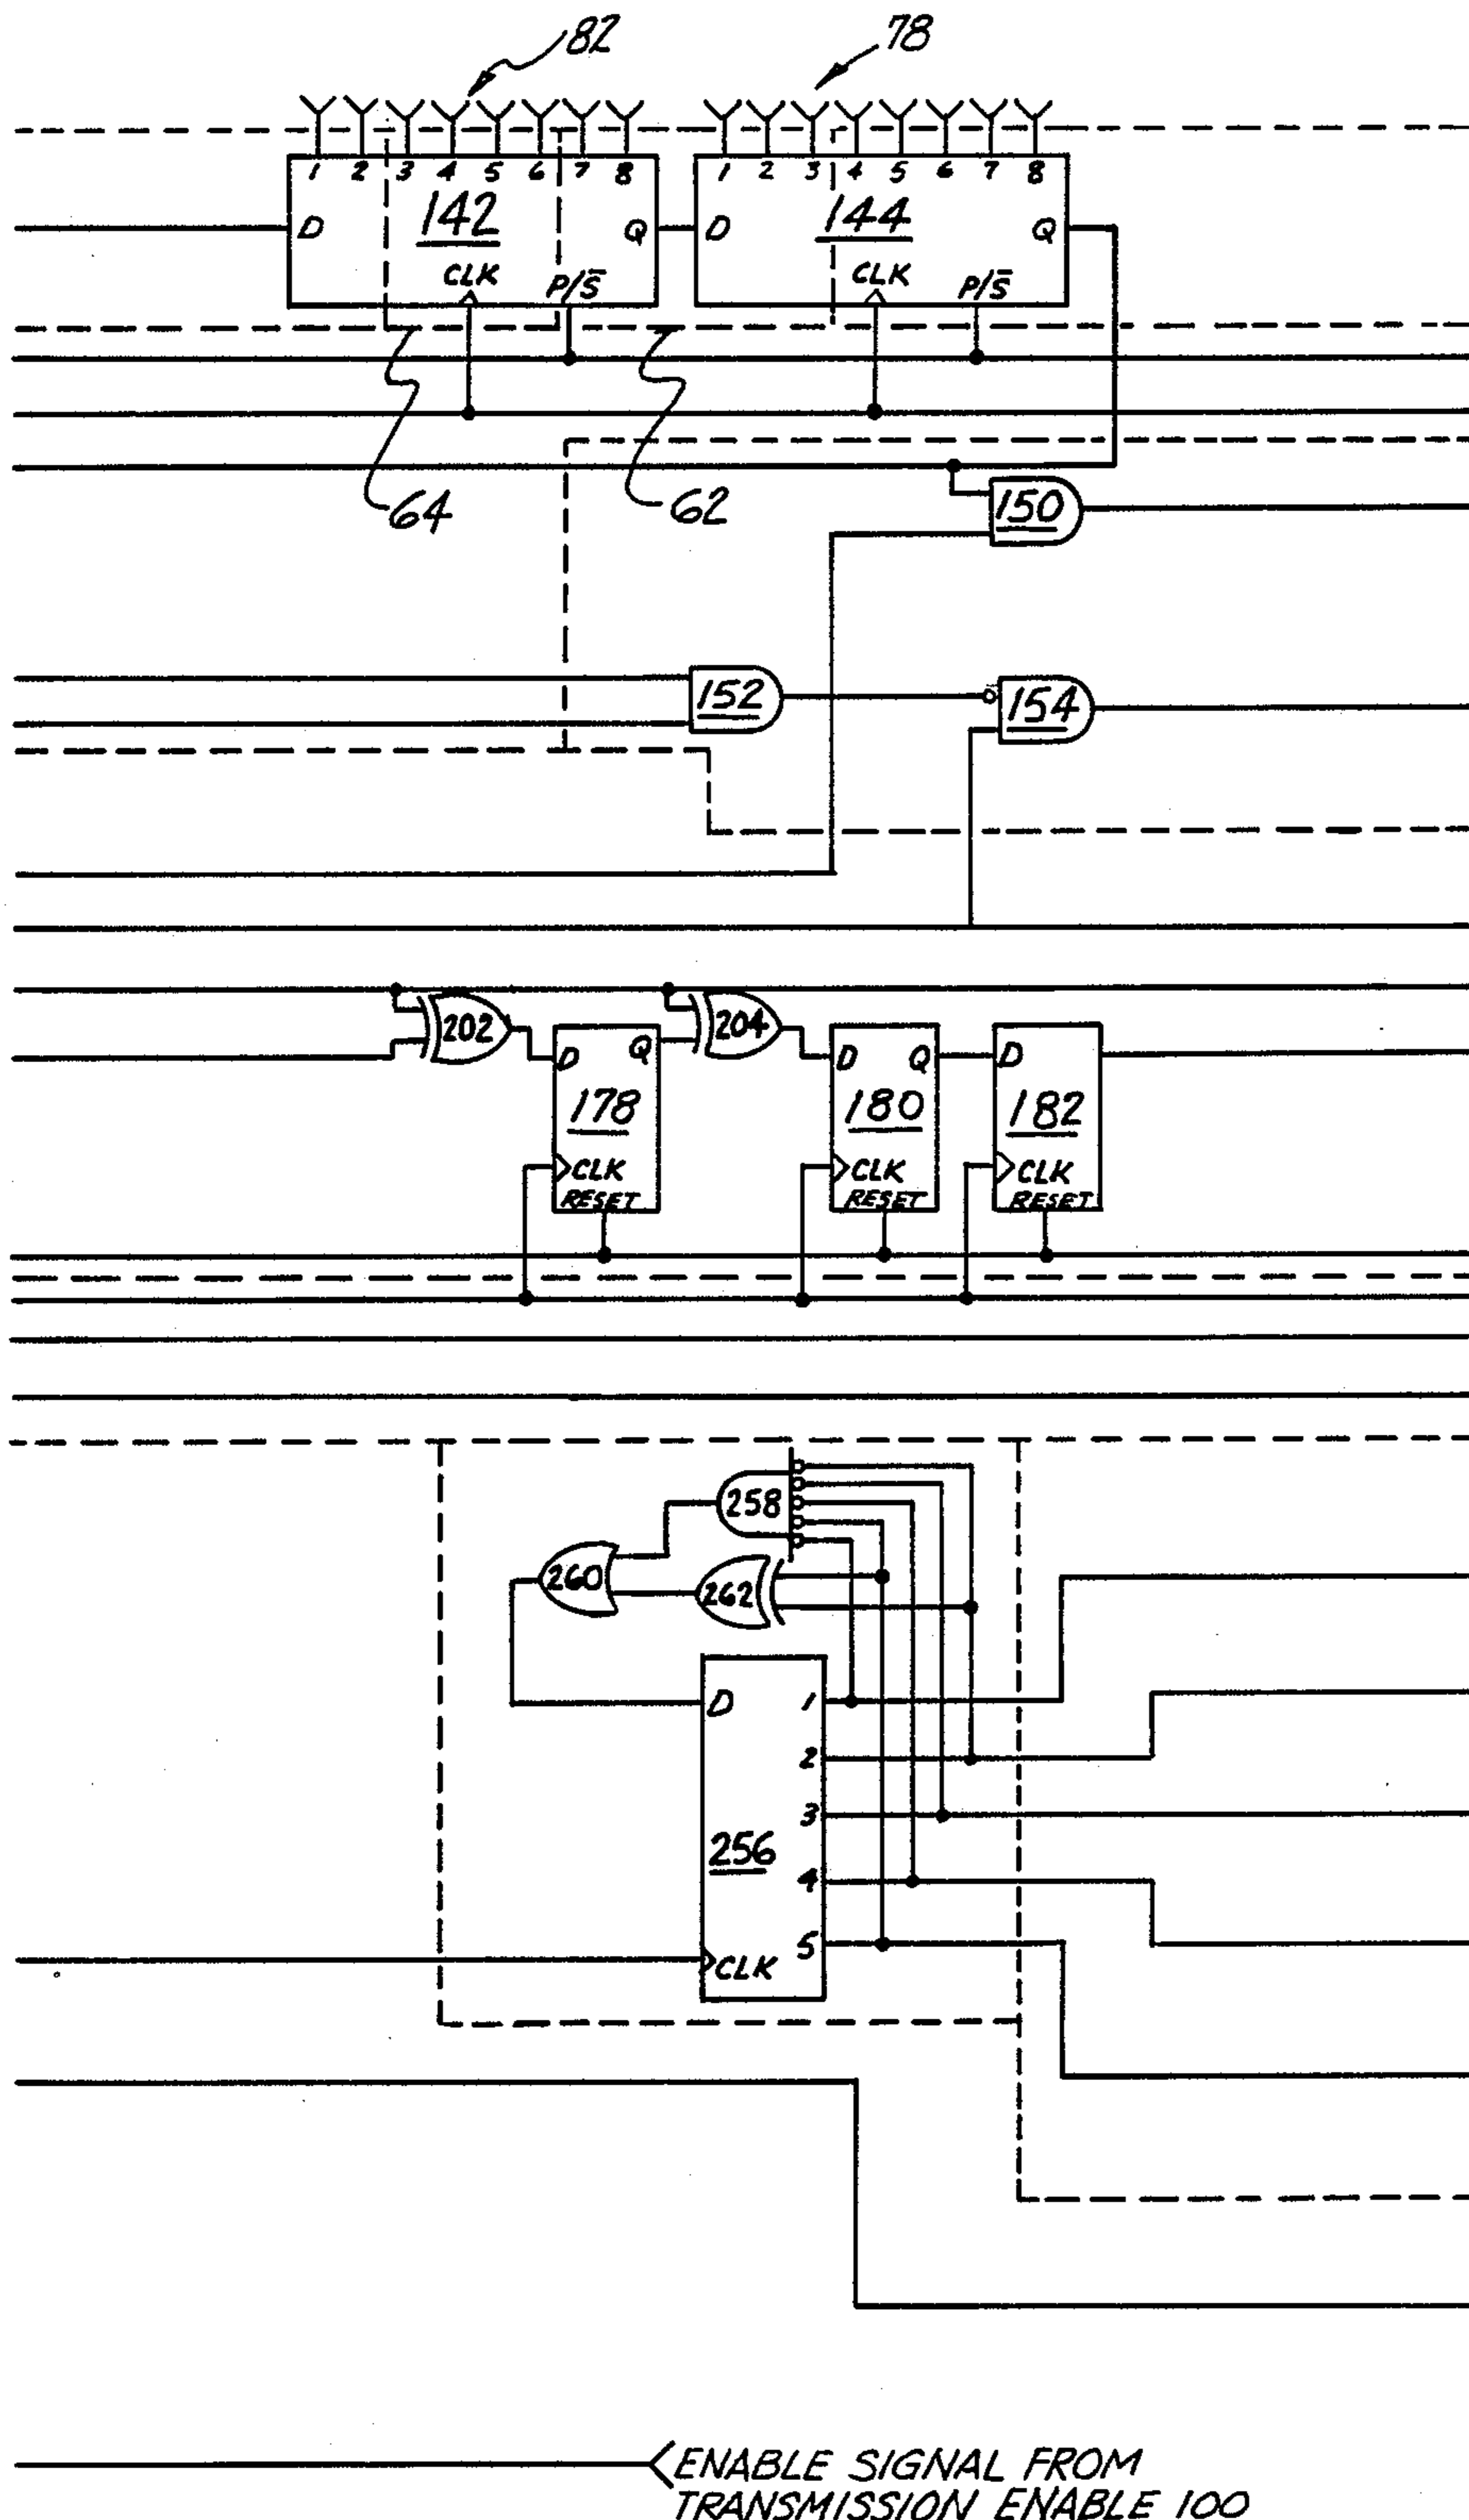 82 78
1 2 3 4 5 6 7 8 1 2 3 4 5 6 7 8
D 142 Q D 144 Q
CLK P/S̅ CLK P/S̅
64 62 150
152 154
202 204
D Q D Q D
178 180 182
CLK CLK CLK
RESET RESET RESET
258
260 262
D 1
2
3
256
4
5
CLK
ENABLE SIGNAL FROM
TRANSMISSION ENABLE 100